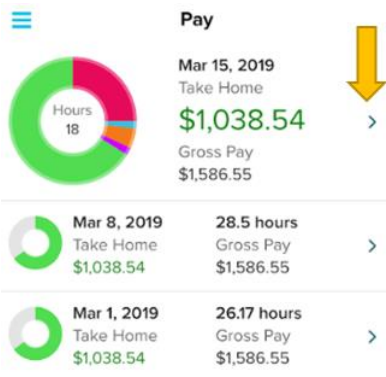 Pay
Hours
18
Mar 15, 2019
Take Home
$1,038.54
Gross Pay
$1,586.55
Mar 8, 2019
Take Home
$1,038.54
28.5 hours
Gross Pay
$1,586.55
Mar 1, 2019
Take Home
$1,038.54
26.17 hours
Gross Pay
$1,586.55